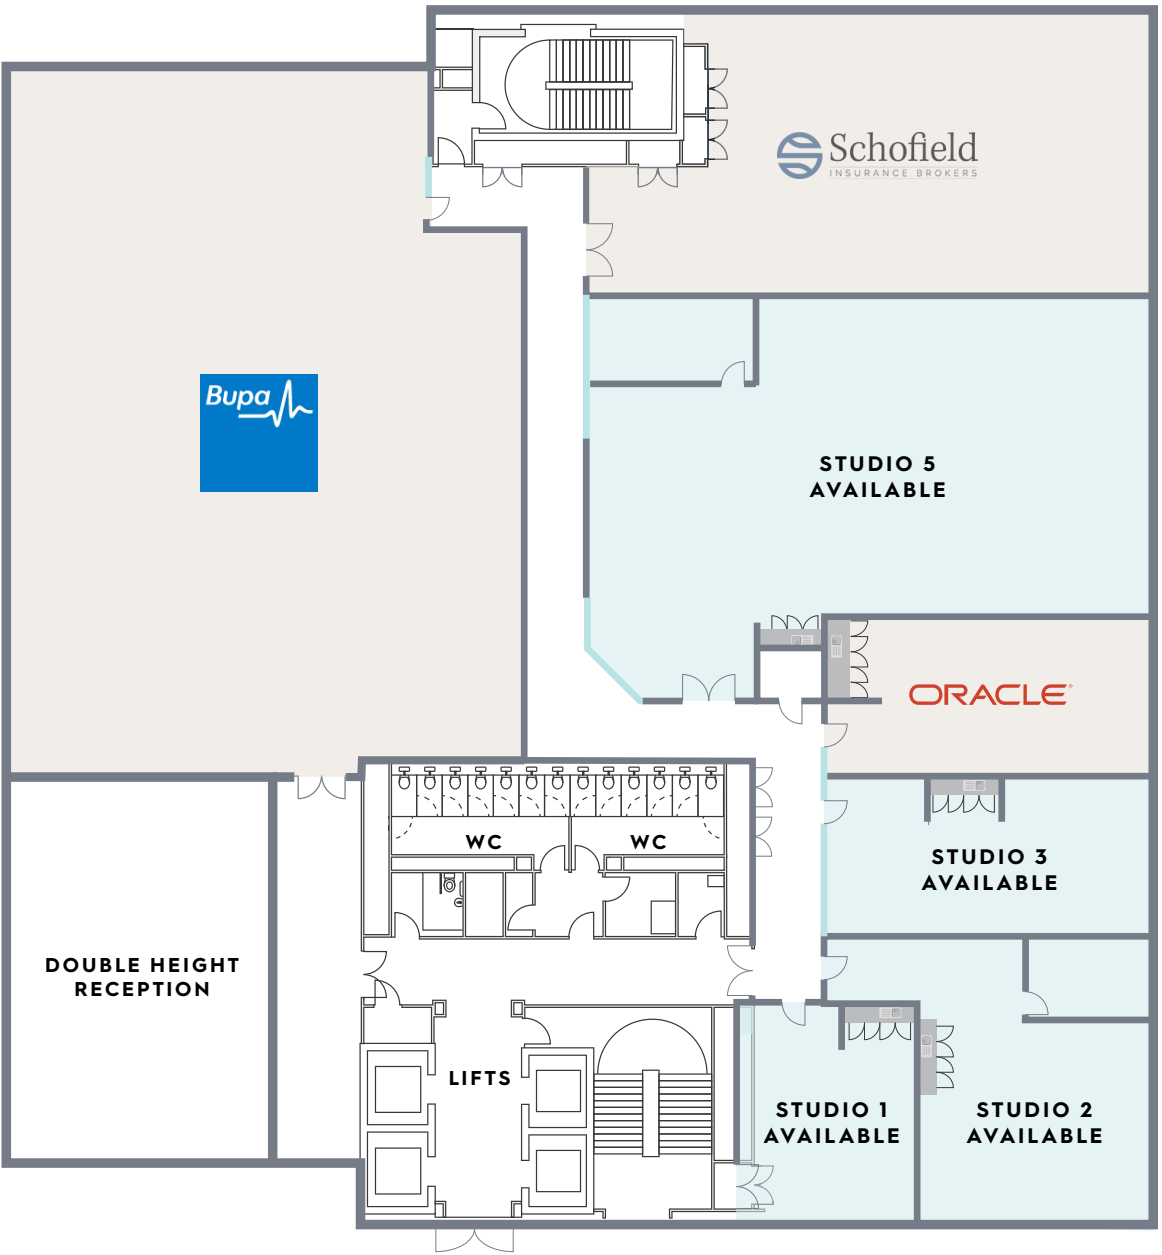 Schofield
INSURANCE BROKERS
Bupa
STUDIO 5
AVAILABLE
ORACLE
WC
WC
STUDIO 3
AVAILABLE
DOUBLE HEIGHT
RECEPTION
LIFTS
STUDIO 1
AVAILABLE
STUDIO 2
AVAILABLE